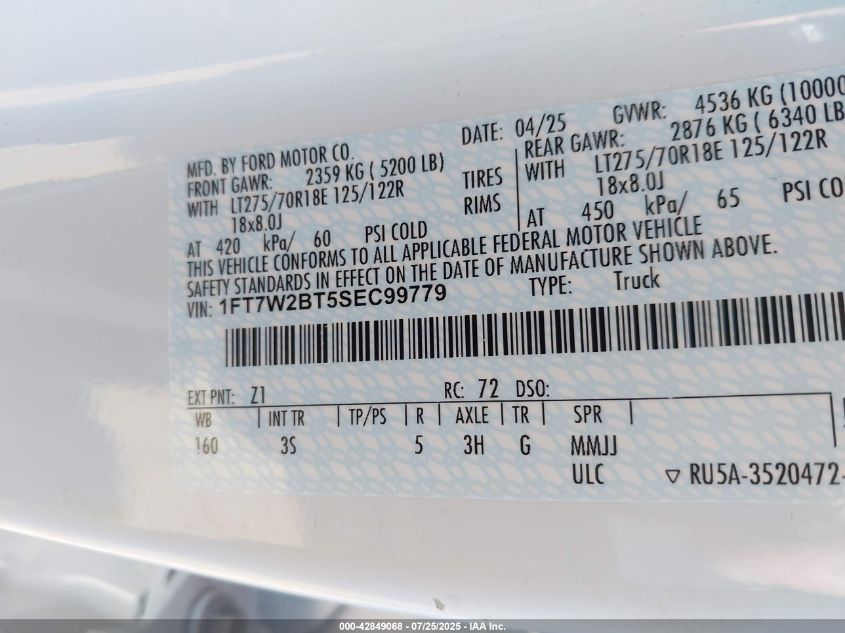 MFD. BY FORD MOTOR CO.
DATE: 04/25
GVWR: 4536 KG (10000
FRONT GAWR: 2359 KG ( 5200 LB)
REAR GAWR: 2876 KG ( 6340 LB
WITH LT275/70R18E 125/122R
TIRES
WITH LT275/70R18E 125/122R
18x8.0J
RIMS
18x8.0J
AT 420 kPa/ 60 PSI COLD
AT 450 kPa/ 65 PSI CO
THIS VEHICLE CONFORMS TO ALL APPLICABLE FEDERAL MOTOR VEHICLE
SAFETY STANDARDS IN EFFECT ON THE DATE OF MANUFACTURE SHOWN ABOVE.
VIN: 1FT7W2BT5SEC99779
TYPE: Truck
EXT PNT: Z1 RC: 72 DSO:
WB INT TR TP/PS R AXLE TR SPR
160 3S 5 3H G MMJJ
ULC ▽ RU5A-3520472-
000-42849068 - 07/25/2025 - IAA Inc.